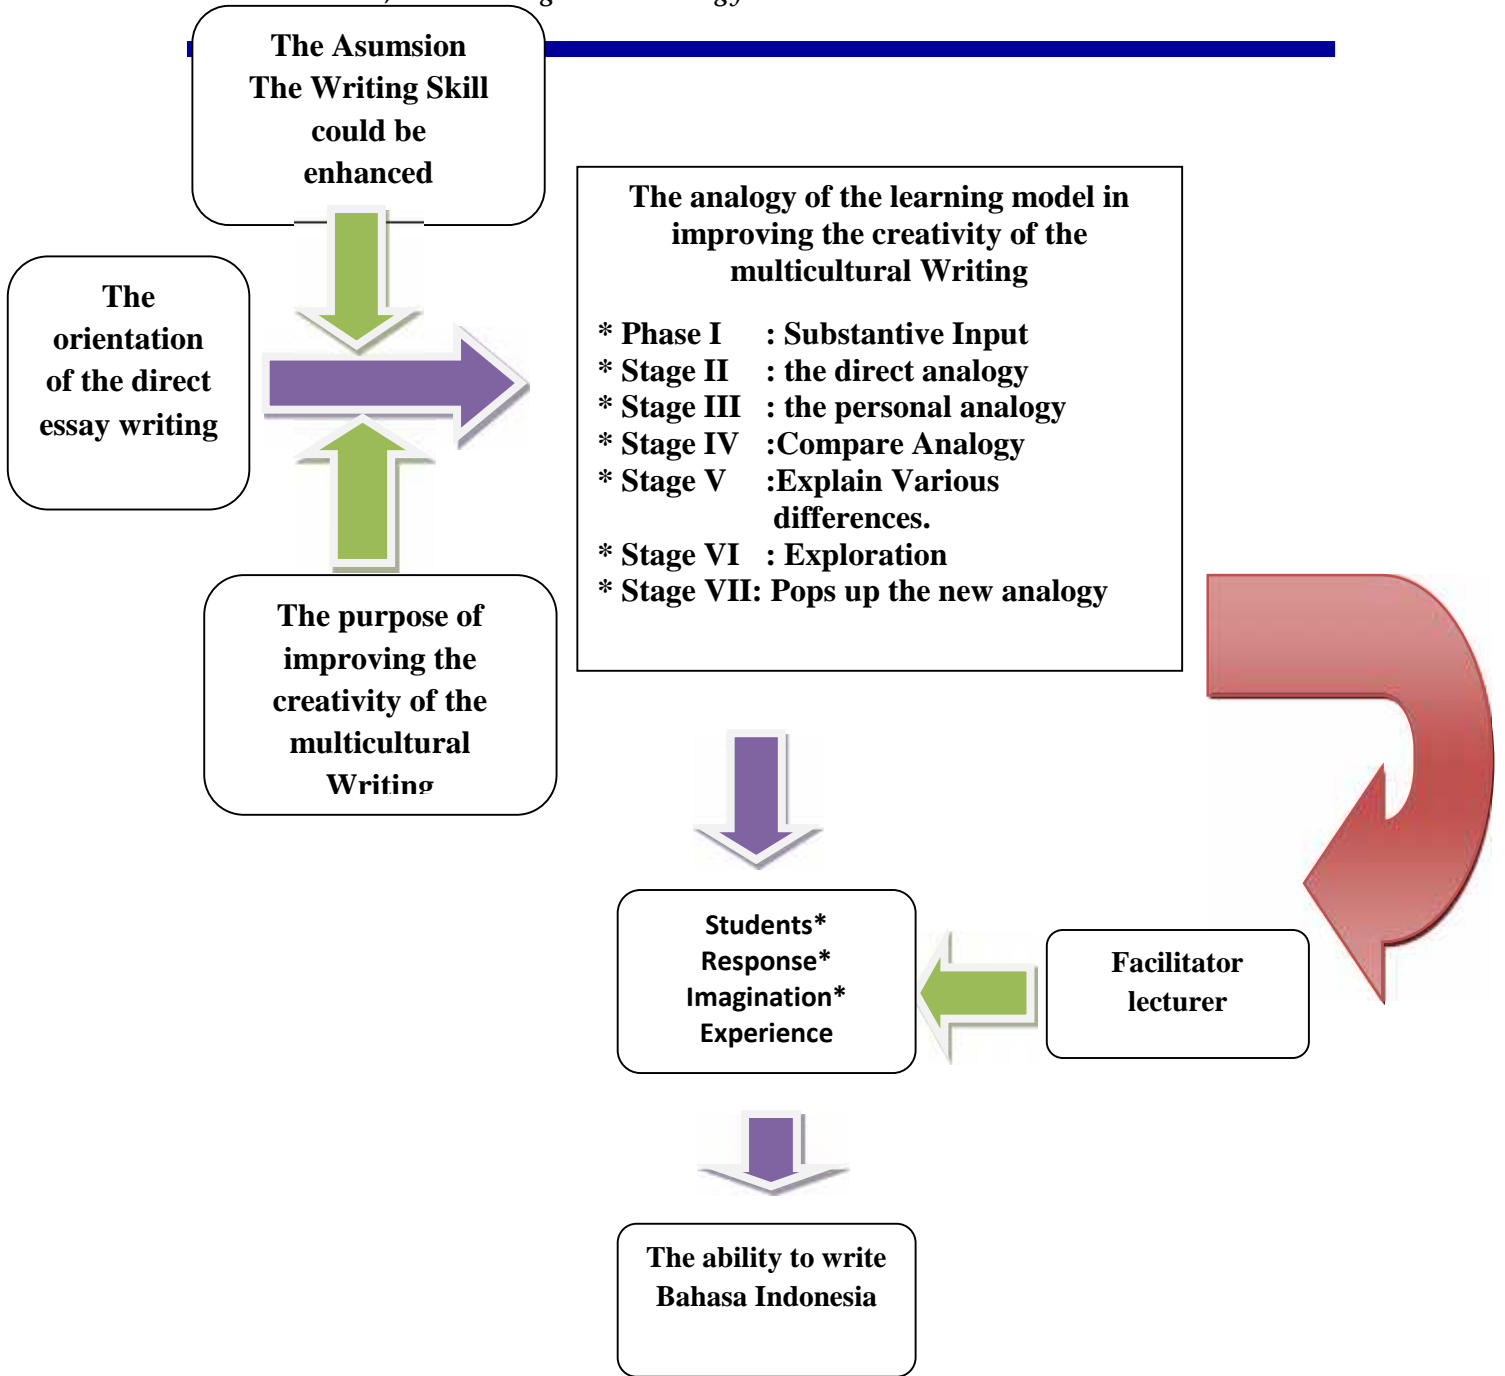 The Asumsion
The Writing Skill
could be
enhanced
The
orientation
of the direct
essay writing
The purpose of
improving the
creativity of the
multicultural
Writing
The analogy of the learning model in
improving the creativity of the
multicultural Writing
* Phase I : Substantive Input
* Stage II : the direct analogy
* Stage III : the personal analogy
* Stage IV :Compare Analogy
* Stage V :Explain Various
differences.
* Stage VI : Exploration
* Stage VII: Pops up the new analogy
Students*
Response*
Imagination*
Experience
Facilitator
lecturer
The ability to write
Bahasa Indonesia